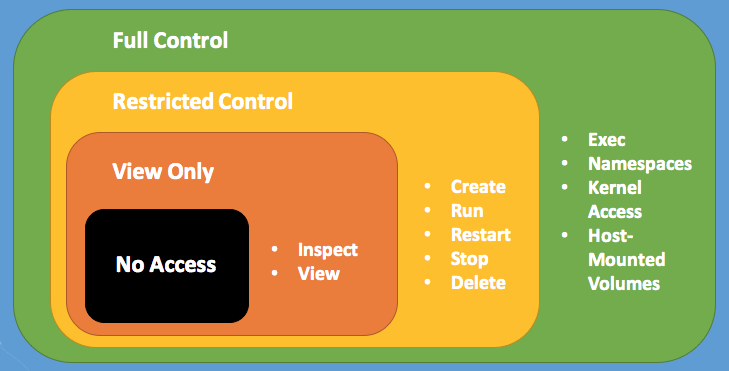 Full Control
Restricted Control
View Only
No Access
• Inspect
• View
• Create
• Run
• Restart
• Stop
• Delete
• Exec
• Namespaces
• Kernel
Access
• Host-
Mounted
Volumes